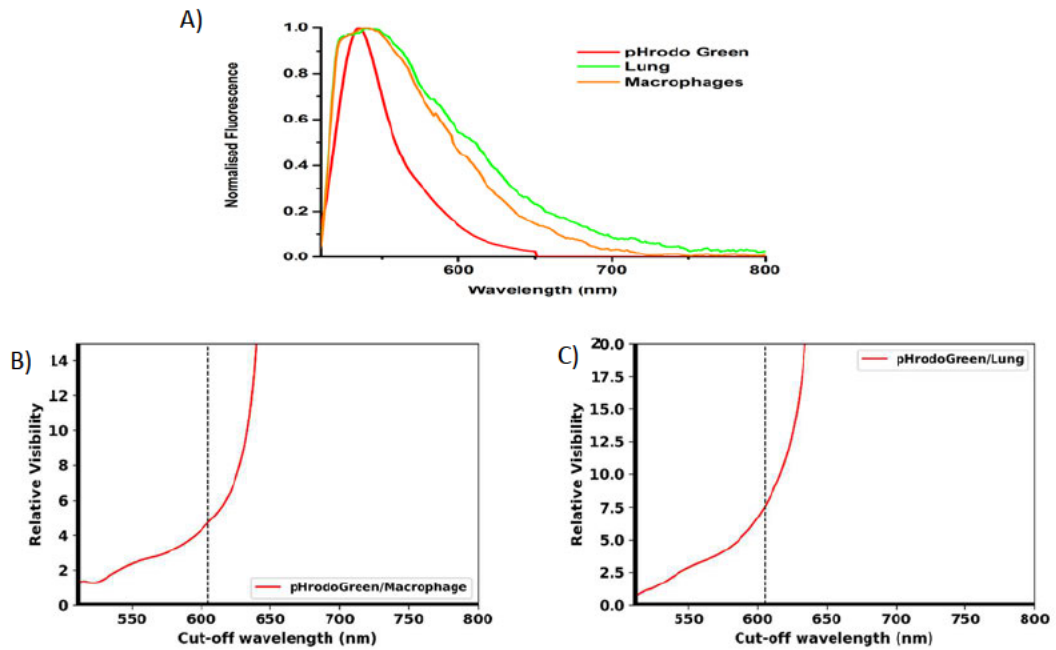 A)
Normalised Fluorescence
1.0
0.8
0.6
0.4
0.2
0.0
600
700
800
Wavelength (nm)
pHrodo Green
Lung
Macrophages
B)
Relative Visibility
14
12
10
8
6
4
2
0
550
600
650
700
750
800
Cut-off wavelength (nm)
pHrodoGreen/Macrophage
C)
Relative Visibility
20.0
17.5
15.0
12.5
10.0
7.5
5.0
2.5
0.0
550
600
650
700
750
800
Cut-off wavelength (nm)
pHrodoGreen/Lung